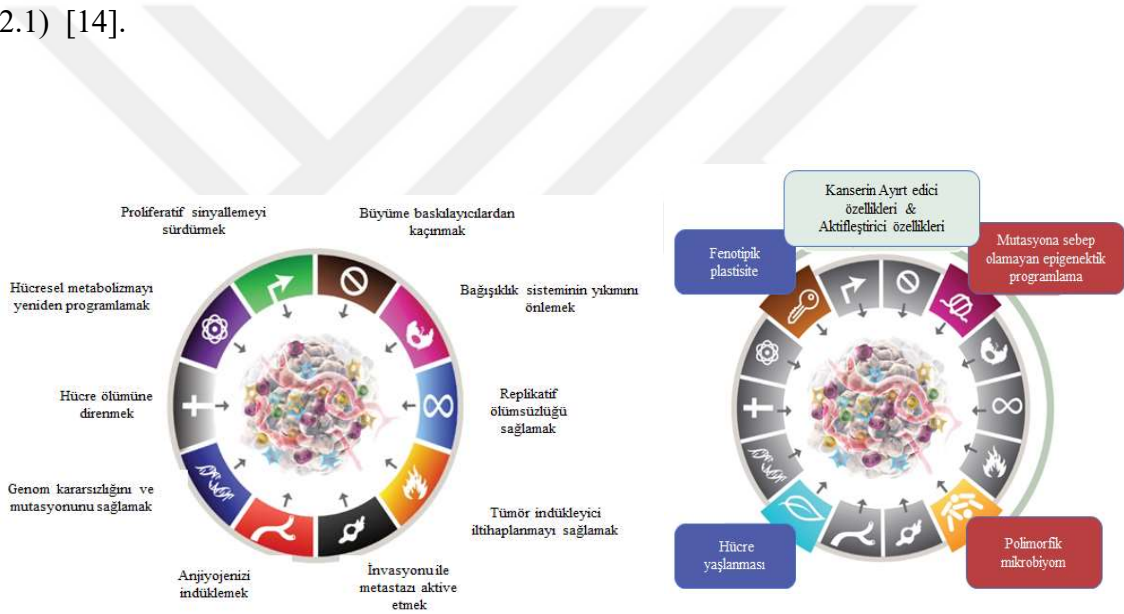 2.1) [14].
Proliferatif sinyallemeyi
sürdürmek
Büyüme baskılayıcılardan
kaçınmak
Hücresel metabolizmayı
yeniden programlamak
Bağışıklık sisteminin yıkımını
önlemek
Hücre ölümüne
direnmek
Replikatif
ölümsüzlüğü
sağlamak
Genom kararsızlığını ve
mutasyonunu sağlamak
Tümör indükleyici
iltihaplanmayı sağlamak
Anjiyojenizi
indüklemek
İnvasyonu ile
metastazı aktive
etmek
Kanserin Ayırt edici
özellikleri &
Aktifleştirici özellikleri
Fenotipik
plastisite
Mutasyona sebep
olamayan epigenektik
programlama
Hücre
yaşlanması
Polimorfik
mikrobiyom